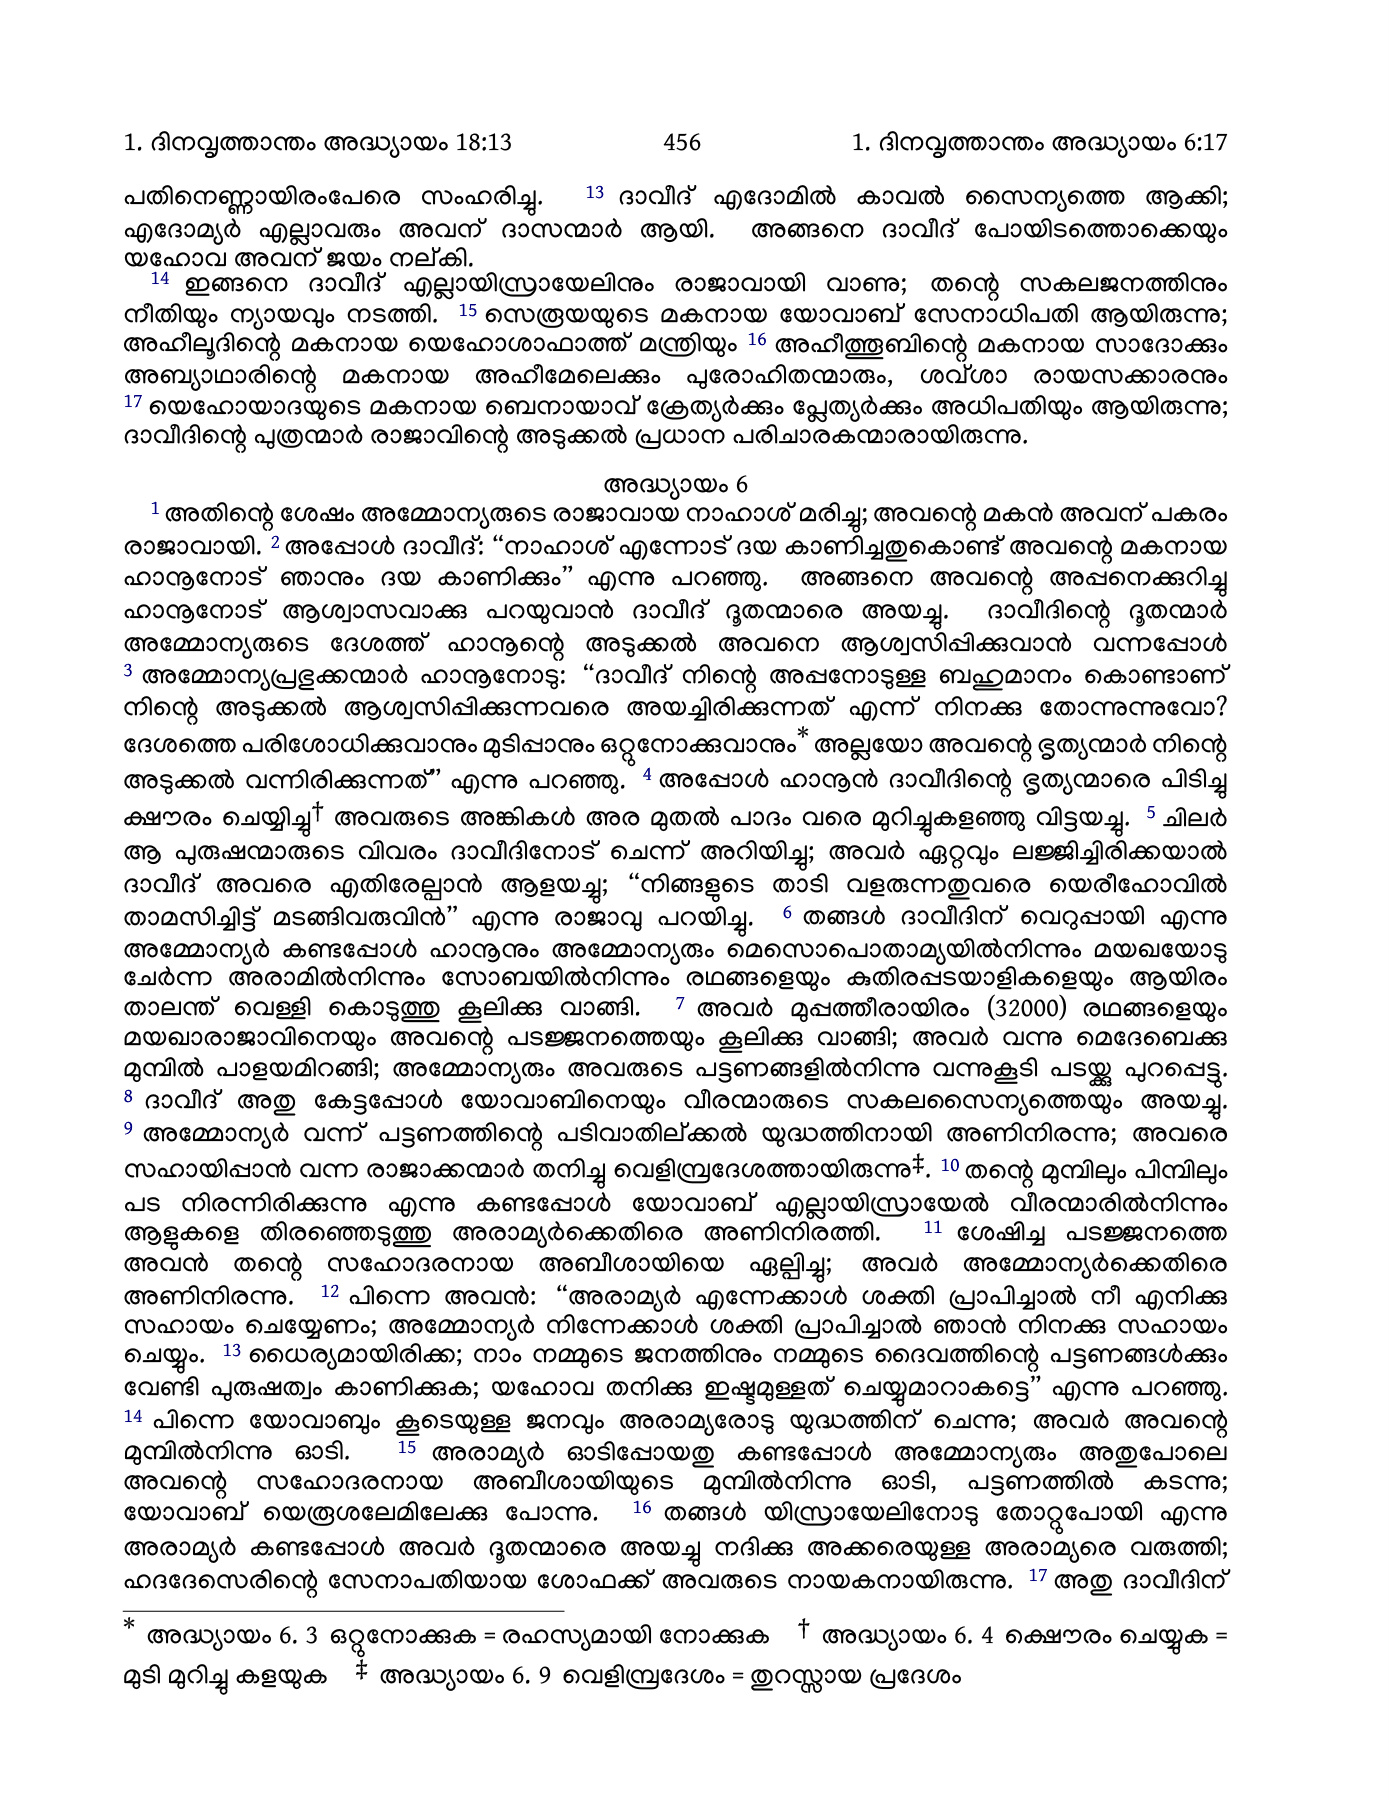 1. ദിനവൃത്താന്തം അദ്ധ്യായം 18:13 456 1. ദിനവൃത്താന്തം അദ്ധ്യായം 6:17
പതിനെണ്ണായിരംപേരെ സംഹരിച്ചു. 13 ദാവീദ് എദോമിൽ കാവൽ സൈന്യത്തെ ആക്കി;
എദോമ്യർ എല്ലാവരും അവന് ദാസന്മാർ ആയി. അങ്ങനെ ദാവീദ് പോയിടത്തൊക്കെയും
യഹോവ അവന് ജയം നല്കി.
14 ഇങ്ങനെ ദാവീദ് എല്ലായിസ്രായേലിനും രാജാവായി വാണു; തന്റെ സകലജനത്തിനും
നീതിയും ന്യായവും നടത്തി. 15 സെരൂയയുടെ മകനായ യോവാബ് സേനാധിപതി ആയിരുന്നു;
അഹീലൂദിന്റെ മകനായ യെഹോശാഫാത്ത് മന്ത്രിയും 16 അഹീത്തൂബിന്റെ മകനായ സാദോക്കും
അബ്യാഥാരിന്റെ മകനായ അഹീമേലെക്കും പുരോഹിതന്മാരും, ശവ്ശാ രായസക്കാരനും
17 യെഹോയാദയുടെ മകനായ ബെനായാവ് ക്രേത്യർക്കും പ്ലേത്യർക്കും അധിപതിയും ആയിരുന്നു;
ദാവീദിന്റെ പുത്രന്മാർ രാജാവിന്റെ അടുക്കൽ പ്രധാന പരിചാരകന്മാരായിരുന്നു.
അദ്ധ്യായം 6
1 അതിന്റെ ശേഷം അമ്മോന്യരുടെ രാജാവായ നാഹാശ് മരിച്ചു; അവന്റെ മകൻ അവന് പകരം
രാജാവായി. 2 അപ്പോൾ ദാവീദ്: “നാഹാശ് എന്നോട് ദയ കാണിച്ചതുകൊണ്ട് അവന്റെ മകനായ
ഹാനൂനോട് ഞാനും ദയ കാണിക്കും” എന്നു പറഞ്ഞു. അങ്ങനെ അവന്റെ അപ്പനെക്കുറിച്ചു
ഹാനൂനോട് ആശ്വാസവാക്കു പറയുവാൻ ദാവീദ് ദൂതന്മാരെ അയച്ചു. ദാവീദിന്റെ ദൂതന്മാർ
അമ്മോന്യരുടെ ദേശത്ത് ഹാനൂന്റെ അടുക്കൽ അവനെ ആശ്വസിപ്പിക്കുവാൻ വന്നപ്പോൾ
3 അമ്മോന്യപ്രഭുക്കന്മാർ ഹാനൂനോടു: “ദാവീദ് നിന്റെ അപ്പനോടുള്ള ബഹുമാനം കൊണ്ടാണ്
നിന്റെ അടുക്കൽ ആശ്വസിപ്പിക്കുന്നവരെ അയച്ചിരിക്കുന്നത് എന്ന് നിനക്കു തോന്നുന്നുവോ?
ദേശത്തെ പരിശോധിക്കുവാനും മുടിപ്പാനും ഒറ്റുനോക്കുവാനും* അല്ലയോ അവന്റെ ഭൃത്യന്മാർ നിന്റെ
അടുക്കൽ വന്നിരിക്കുന്നത്” എന്നു പറഞ്ഞു. 4 അപ്പോൾ ഹാനൂൻ ദാവീദിന്റെ ഭൃത്യന്മാരെ പിടിച്ചു
ക്ഷൗരം ചെയ്യിച്ചു† അവരുടെ അങ്കികൾ അര മുതൽ പാദം വരെ മുറിച്ചുകളഞ്ഞു വിട്ടയച്ചു. 5 ചിലർ
ആ പുരുഷന്മാരുടെ വിവരം ദാവീദിനോട് ചെന്ന് അറിയിച്ചു; അവർ ഏറ്റവും ലജ്ജിച്ചിരിക്കയാൽ
ദാവീദ് അവരെ എതിരേല്പാൻ ആളയച്ചു; “നിങ്ങളുടെ താടി വളരുന്നതുവരെ യെരീഹോവിൽ
താമസിച്ചിട്ട് മടങ്ങിവരുവിൻ” എന്നു രാജാവു പറയിച്ചു. 6 തങ്ങൾ ദാവീദിന് വെറുപ്പായി എന്നു
അമ്മോന്യർ കണ്ടപ്പോൾ ഹാനൂനും അമ്മോന്യരും മെസൊപൊതാമ്യയിൽനിന്നും മയഖയോടു
ചേർന്ന അരാമിൽനിന്നും സോബയിൽനിന്നും രഥങ്ങളെയും കുതിരപ്പടയാളികളെയും ആയിരം
താലന്ത് വെള്ളി കൊടുത്തു കൂലിക്കു വാങ്ങി. 7 അവർ മുപ്പത്തീരായിരം (32000) രഥങ്ങളെയും
മയഖാരാജാവിനെയും അവന്റെ പടജ്ജനത്തെയും കൂലിക്കു വാങ്ങി; അവർ വന്നു മെദേബെക്കു
മുമ്പിൽ പാളയമിറങ്ങി; അമ്മോന്യരും അവരുടെ പട്ടണങ്ങളിൽനിന്നു വന്നുകൂടി പടയ്ക്കു പുറപ്പെട്ടു.
8 ദാവീദ് അതു കേട്ടപ്പോൾ യോവാബിനെയും വീരന്മാരുടെ സകലസൈന്യത്തെയും അയച്ചു.
9 അമ്മോന്യർ വന്ന് പട്ടണത്തിന്റെ പടിവാതില്ക്കൽ യുദ്ധത്തിനായി അണിനിരന്നു; അവരെ
സഹായിപ്പാൻ വന്ന രാജാക്കന്മാർ തനിച്ചു വെളിമ്പ്രദേശത്തായിരുന്നു‡. 10 തന്റെ മുമ്പിലും പിമ്പിലും
പട നിരന്നിരിക്കുന്നു എന്നു കണ്ടപ്പോൾ യോവാബ് എല്ലായിസ്രായേൽ വീരന്മാരിൽനിന്നും
ആളുകളെ തിരഞ്ഞെടുത്തു അരാമ്യർക്കെതിരെ അണിനിരത്തി. 11 ശേഷിച്ച പടജ്ജനത്തെ
അവൻ തന്റെ സഹോദരനായ അബീശായിയെ ഏല്പിച്ചു; അവർ അമ്മോന്യർക്കെതിരെ
അണിനിരന്നു. 12 പിന്നെ അവൻ: “അരാമ്യർ എന്നേക്കാൾ ശക്തി പ്രാപിച്ചാൽ നീ എനിക്കു
സഹായം ചെയ്യേണം; അമ്മോന്യർ നിന്നേക്കാൾ ശക്തി പ്രാപിച്ചാൽ ഞാൻ നിനക്കു സഹായം
ചെയ്യും. 13 ധൈര്യമായിരിക്ക; നാം നമ്മുടെ ജനത്തിനും നമ്മുടെ ദൈവത്തിന്റെ പട്ടണങ്ങൾക്കും
വേണ്ടി പുരുഷത്വം കാണിക്കുക; യഹോവ തനിക്കു ഇഷ്ടമുള്ളത് ചെയ്യുമാറാകട്ടെ” എന്നു പറഞ്ഞു.
14 പിന്നെ യോവാബും കൂടെയുള്ള ജനവും അരാമ്യരോടു യുദ്ധത്തിന് ചെന്നു; അവർ അവന്റെ
മുമ്പിൽനിന്നു ഓടി. 15 അരാമ്യർ ഓടിപ്പോയതു കണ്ടപ്പോൾ അമ്മോന്യരും അതുപോലെ
അവന്റെ സഹോദരനായ അബീശായിയുടെ മുമ്പിൽനിന്നു ഓടി, പട്ടണത്തിൽ കടന്നു;
യോവാബ് യെരൂശലേമിലേക്കു പോന്നു. 16 തങ്ങൾ യിസ്രായേലിനോടു തോറ്റുപോയി എന്നു
അരാമ്യർ കണ്ടപ്പോൾ അവർ ദൂതന്മാരെ അയച്ചു നദിക്കു അക്കരെയുള്ള അരാമ്യരെ വരുത്തി;
ഹദദേസെരിന്റെ സേനാപതിയായ ശോഫക്ക് അവരുടെ നായകനായിരുന്നു. 17 അതു ദാവീദിന്
* അദ്ധ്യായം 6. 3 ഒറ്റുനോക്കുക = രഹസ്യമായി നോക്കുക † അദ്ധ്യായം 6. 4 ക്ഷൌരം ചെയ്യുക =
മുടി മുറിച്ചു കളയുക ‡ അദ്ധ്യായം 6. 9 വെളിമ്പ്രദേശം = തുറസ്സായ പ്രദേശം